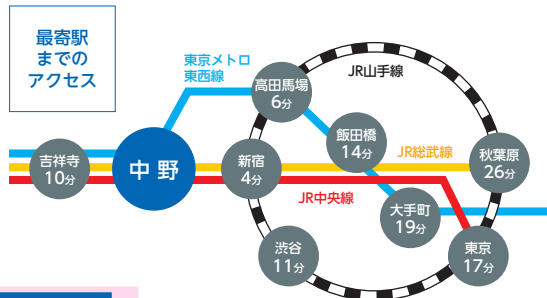 最寄駅
までの
アクセス
東京メトロ
東西線
高田馬場
6分
JR山手線
飯田橋
14分
吉祥寺
10分
中野
新宿
4分
JR総武線
秋葉原
26分
JR中央線
大手町
19分
渋谷
11分
東京
17分